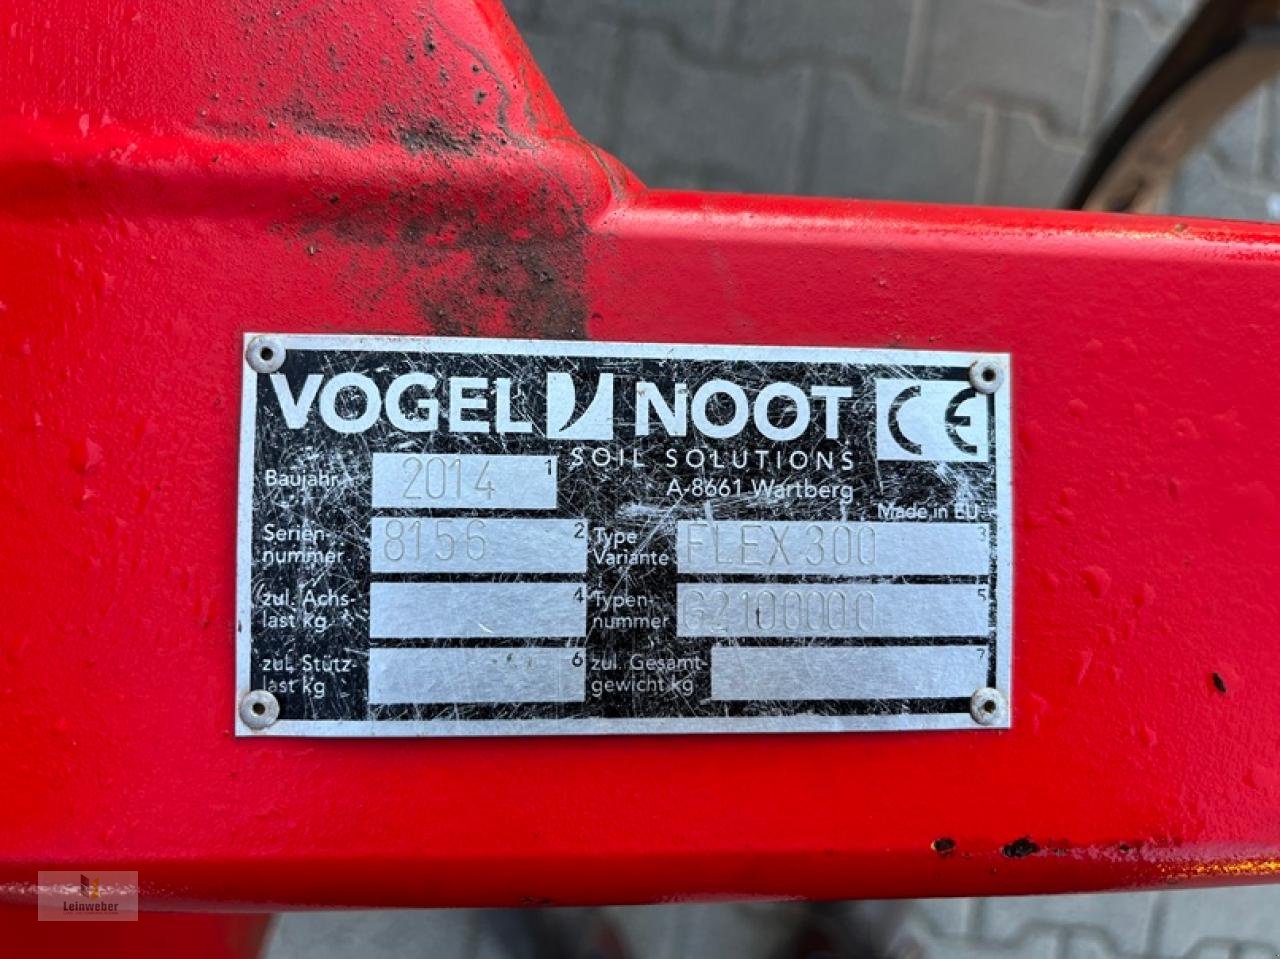 VOGEL NOOT CE
SOIL SOLUTIONS
A-8661 Wartberg
Made in EU
Baujahr 2014 1
Serien-
nummer 8156 2
Type
Variante FLEX 300 3
zul. Achs-
last kg 4
Typen-
nummer G2100000 5
zul. Stütz-
last kg 6
zul. Gesamt-
gewicht kg 7
Leinweber